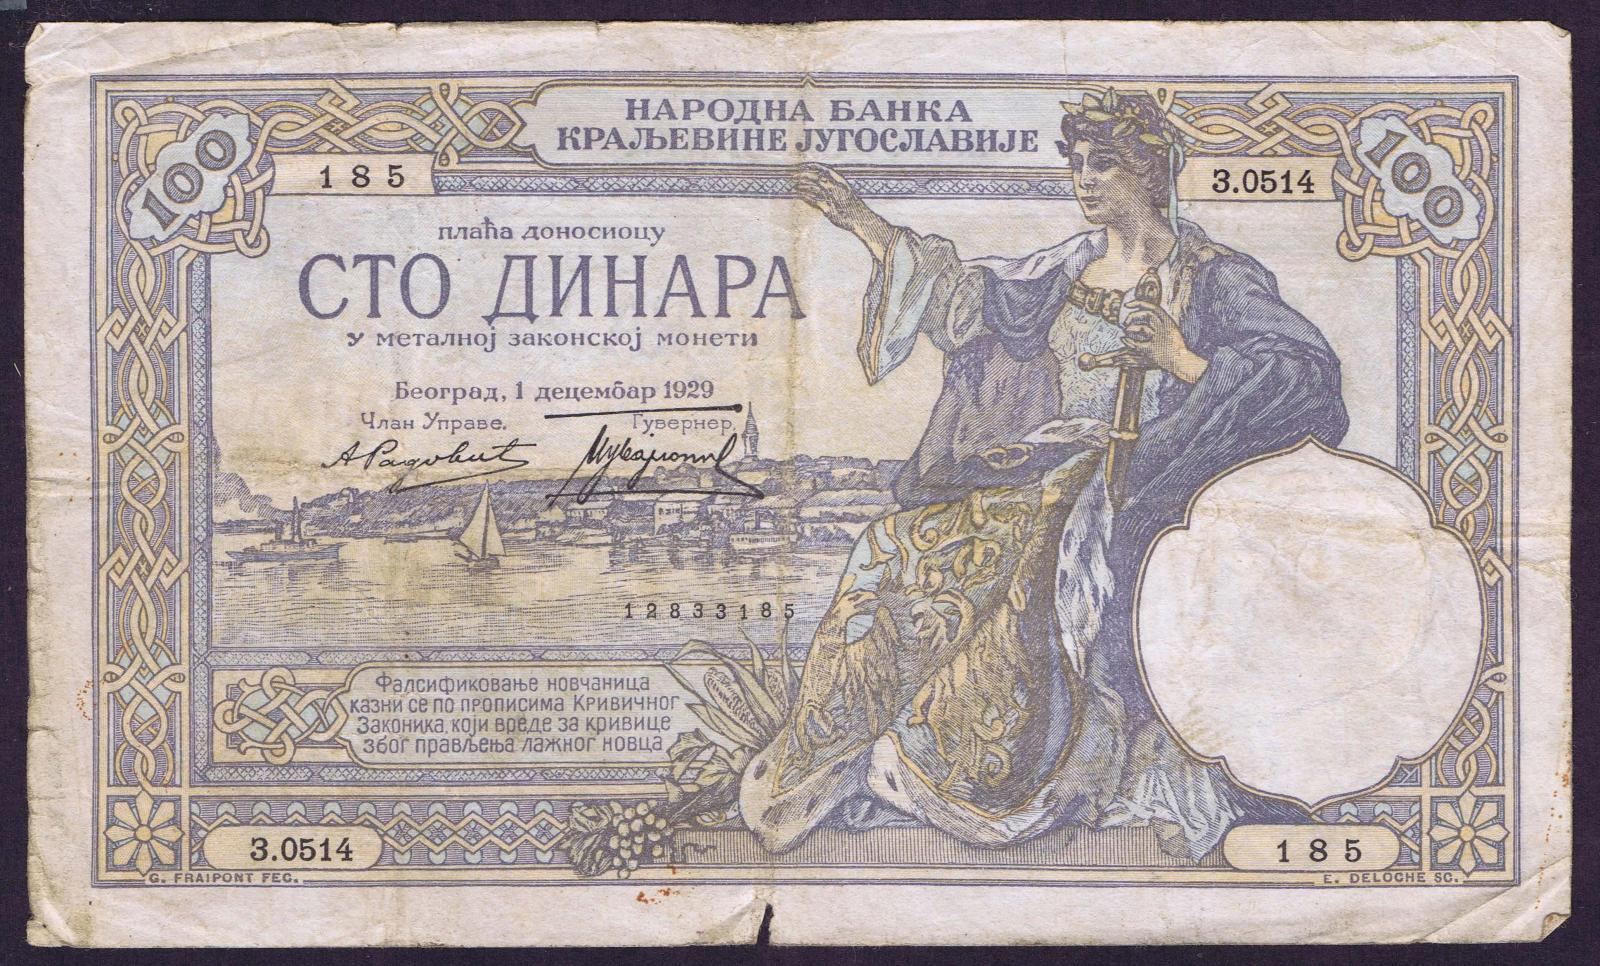 НАРОДНА БАНКА
КРАЉЕВИНЕ ЈУГОСЛАВИЈЕ
100
185
З.0514
100
плаћа доносиоцу
СТО ДИНАРА
у металној законској монети
Београд, 1 децембар 1929
Члан Управе.
Гувернер,
12833185
Фалсификовање новчаница
казни се по прописима Кривичног
Законика, који вреде за кривице
због прављења лажног новца
З.0514
185
G. FRAIPONT FEC.
E. DELOCHE SC.